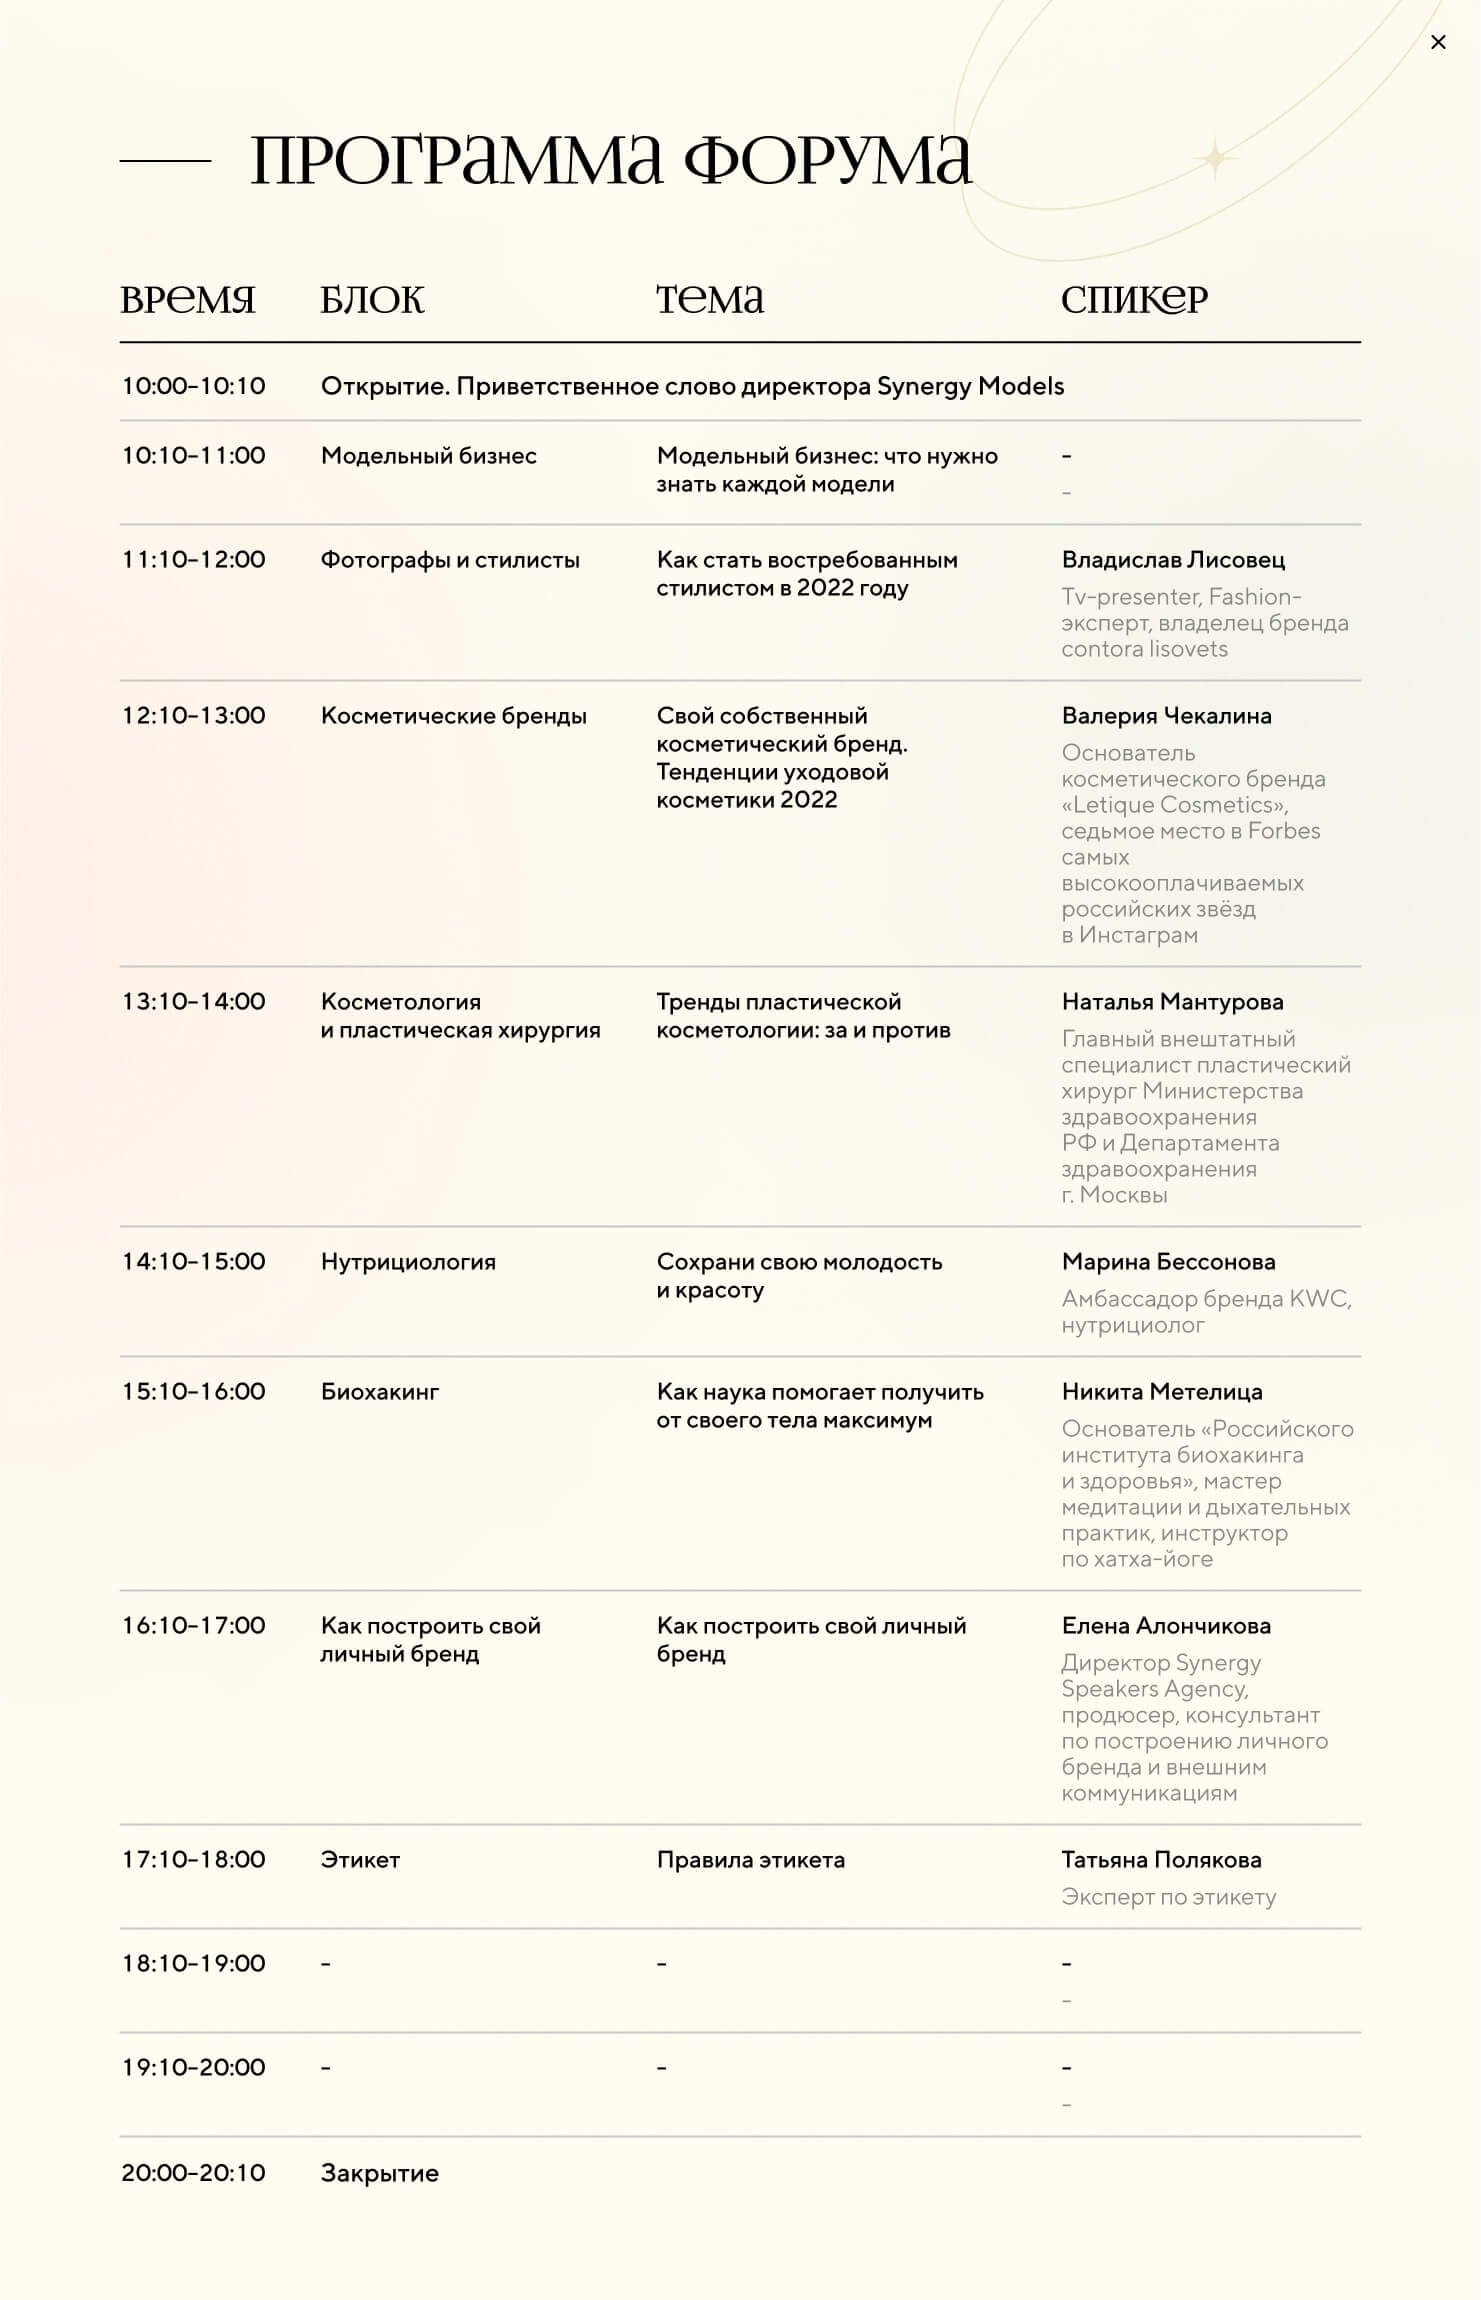 ПРОГРАММА ФОРУМА
ВРЕМЯ БЛОК ТЕМА СПИКЕР
10:00–10:10 Открытие. Приветственное слово директора Synergy Models
10:10–11:00 Модельный бизнес Модельный бизнес: что нужно -
знать каждой модели -
11:10–12:00 Фотографы и стилисты Как стать востребованным Владислав Лисовец
стилистом в 2022 году Tv-presenter, Fashion-
эксперт, владелец бренда
contora lisovets
12:10–13:00 Косметические бренды Свой собственный Валерия Чекалина
косметический бренд. Основатель
Тенденции уходовой косметического бренда
косметики 2022 «Letique Cosmetics»,
седьмое место в Forbes
самых
высокооплачиваемых
российских звёзд
в Инстаграм
13:10–14:00 Косметология Тренды пластической Наталья Мантурова
и пластическая хирургия косметологии: за и против Главный внештатный
специалист пластический
хирург Министерства
здравоохранения
РФ и Департамента
здравоохранения
г. Москвы
14:10–15:00 Нутрициология Сохрани свою молодость Марина Бессонова
и красоту Амбассадор бренда KWC,
нутрициолог
15:10–16:00 Биохакинг Как наука помогает получить Никита Метелица
от своего тела максимум Основатель «Российского
института биохакинга
и здоровья», мастер
медитации и дыхательных
практик, инструктор
по хатха-йоге
16:10–17:00 Как построить свой Как построить свой личный Елена Алончикова
личный бренд бренд Директор Synergy
Speakers Agency,
продюсер, консультант
по построению личного
бренда и внешним
коммуникациям
17:10–18:00 Этикет Правила этикета Татьяна Полякова
Эксперт по этикету
18:10–19:00 - - -
-
19:10–20:00 - - -
-
20:00–20:10 Закрытие